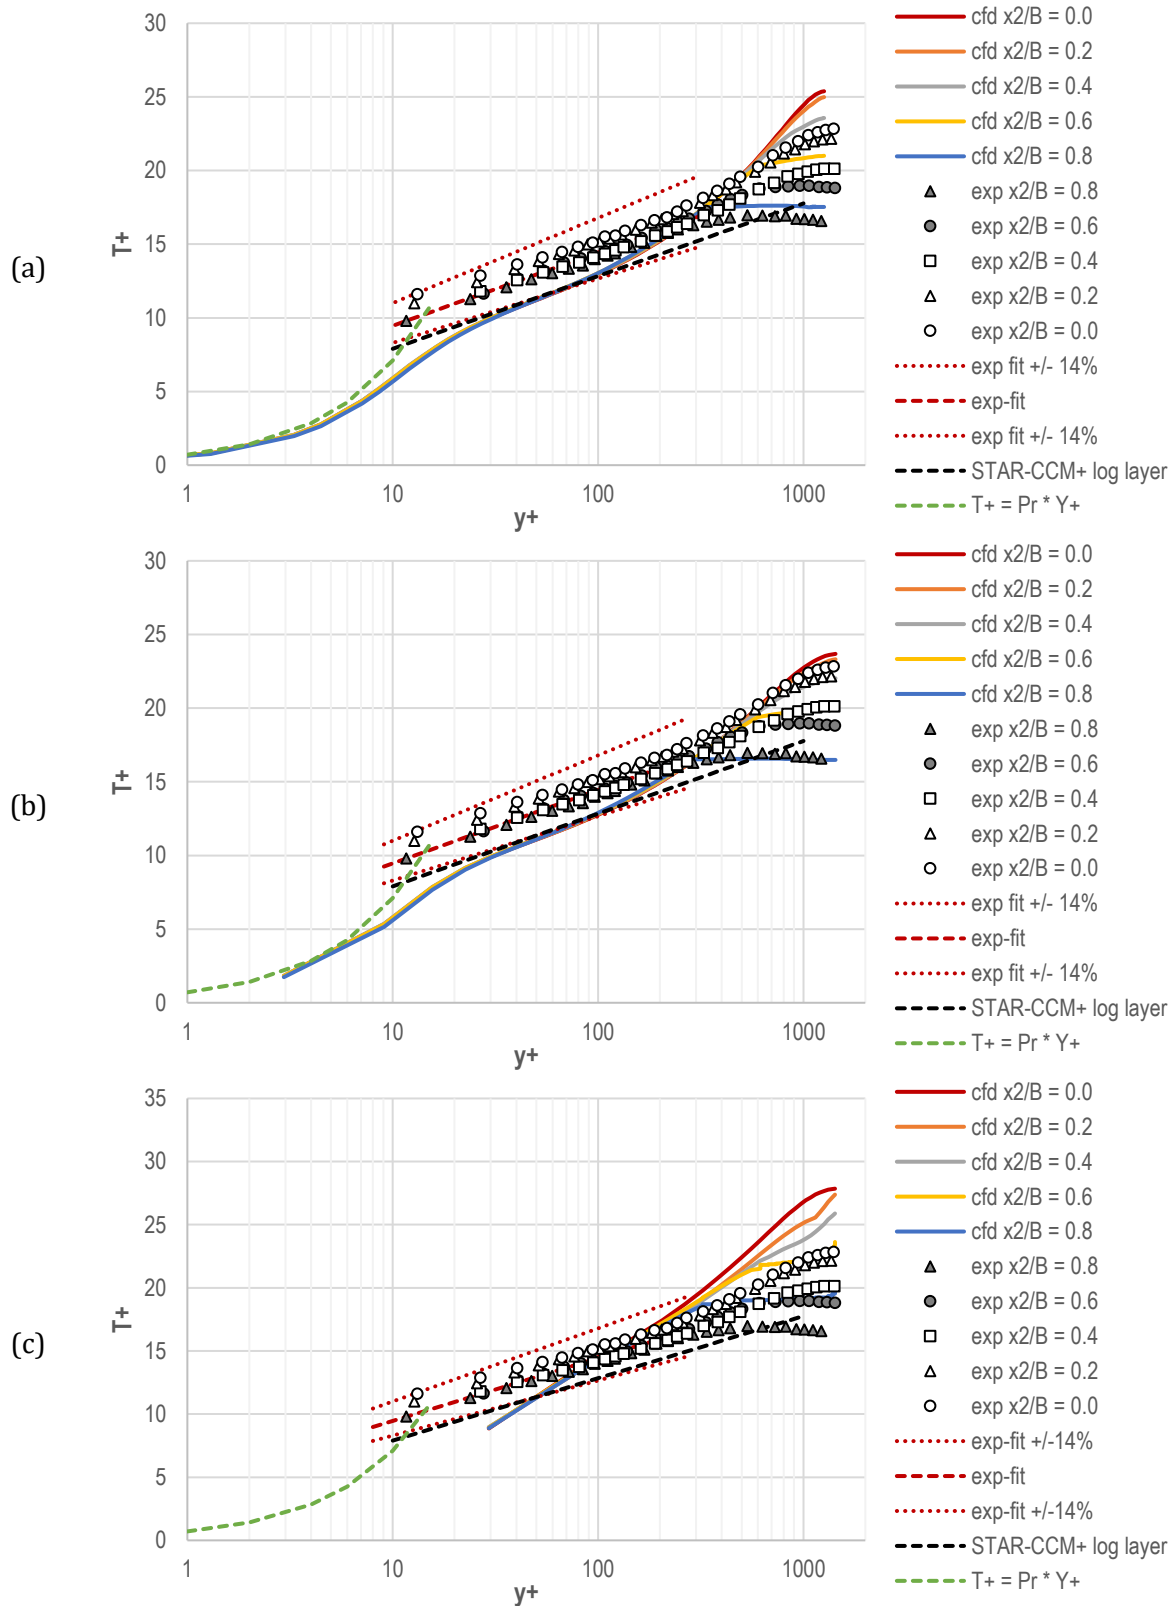 (a)
T+
30
25
20
15
10
5
0
1 10 100 1000
y+
cfd x2/B = 0.0
cfd x2/B = 0.2
cfd x2/B = 0.4
cfd x2/B = 0.6
cfd x2/B = 0.8
exp x2/B = 0.8
exp x2/B = 0.6
exp x2/B = 0.4
exp x2/B = 0.2
exp x2/B = 0.0
exp fit +/- 14%
exp-fit
exp fit +/- 14%
STAR-CCM+ log layer
T+ = Pr * Y+
(b)
T+
30
25
20
15
10
5
0
1 10 100 1000
y+
cfd x2/B = 0.0
cfd x2/B = 0.2
cfd x2/B = 0.4
cfd x2/B = 0.6
cfd x2/B = 0.8
exp x2/B = 0.8
exp x2/B = 0.6
exp x2/B = 0.4
exp x2/B = 0.2
exp x2/B = 0.0
exp fit +/- 14%
exp-fit
exp fit +/- 14%
STAR-CCM+ log layer
T+ = Pr * Y+
(c)
T+
35
30
25
20
15
10
5
0
1 10 100 1000
y+
cfd x2/B = 0.0
cfd x2/B = 0.2
cfd x2/B = 0.4
cfd x2/B = 0.6
cfd x2/B = 0.8
exp x2/B = 0.8
exp x2/B = 0.6
exp x2/B = 0.4
exp x2/B = 0.2
exp x2/B = 0.0
exp-fit +/-14%
exp-fit
exp-fit +/-14%
STAR-CCM+ log layer
T+ = Pr * Y+